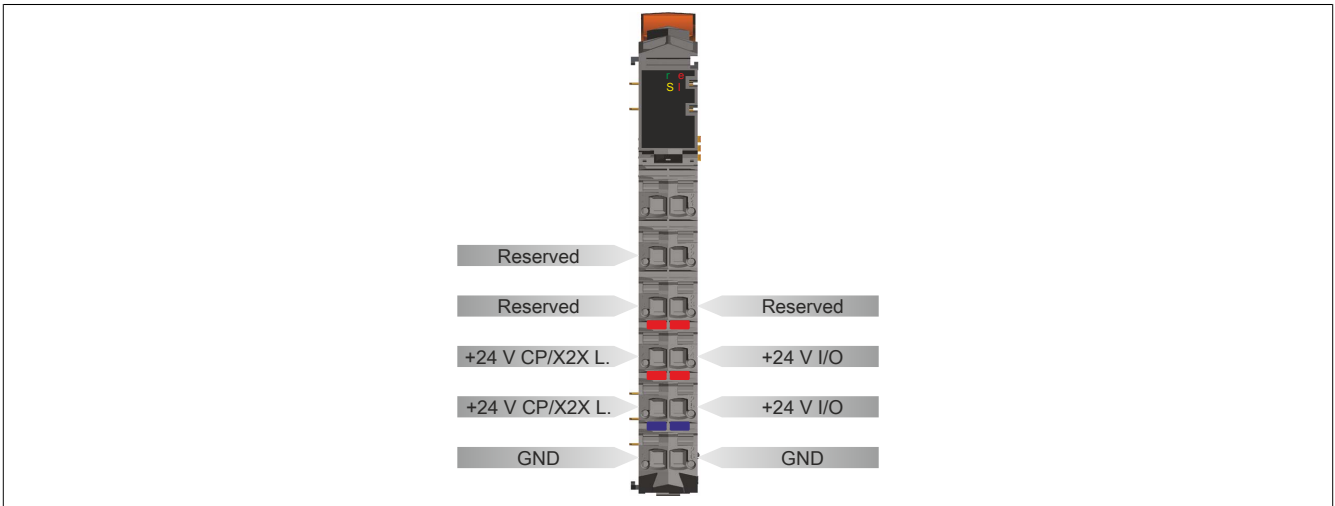 r e
S l
Reserved
Reserved Reserved
+24 V CP/X2X L. +24 V I/O
+24 V CP/X2X L. +24 V I/O
GND GND